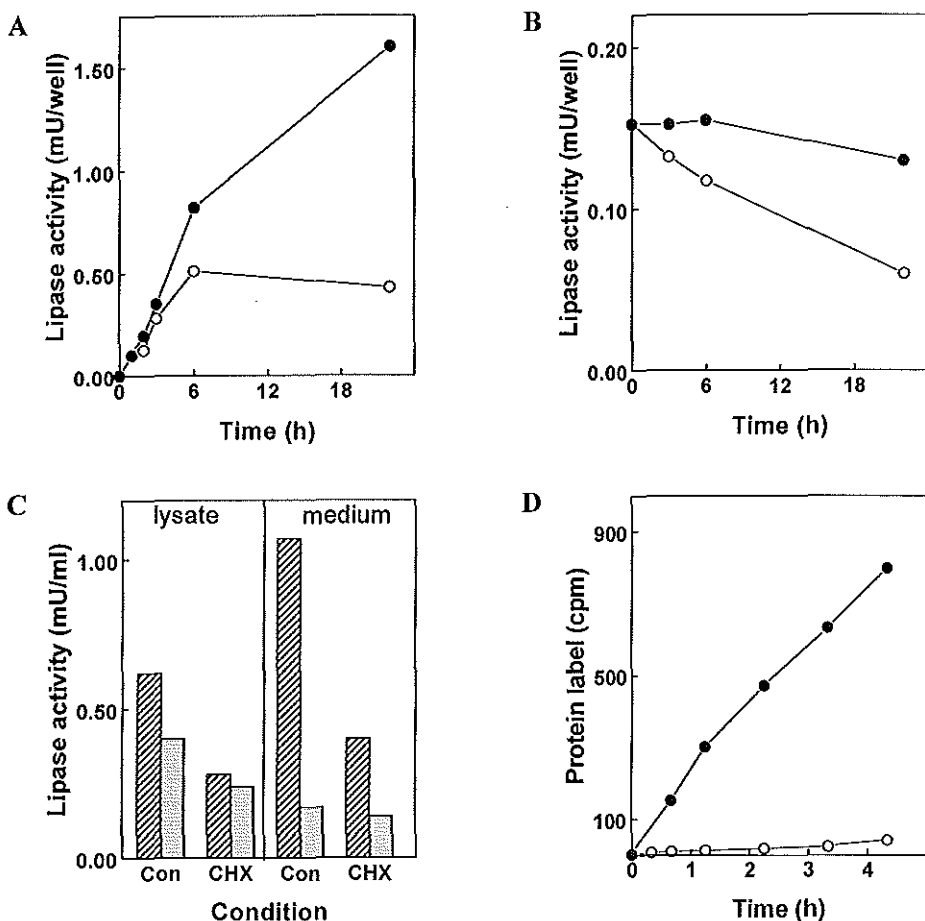 A
Lipase activity (mU/well)
1.50
1.00
0.50
0.00
0
6
12
18
Time (h)
B
Lipase activity (mU/well)
0.20
0.10
0.00
0
6
18
Time (h)
C
Lipase activity (mU/ml)
lysate
medium
1.00
0.50
0.00
Con
CHX
Con
CHX
Condition
D
Protein label (cpm)
900
500
100
0
1
2
3
4
Time (h)